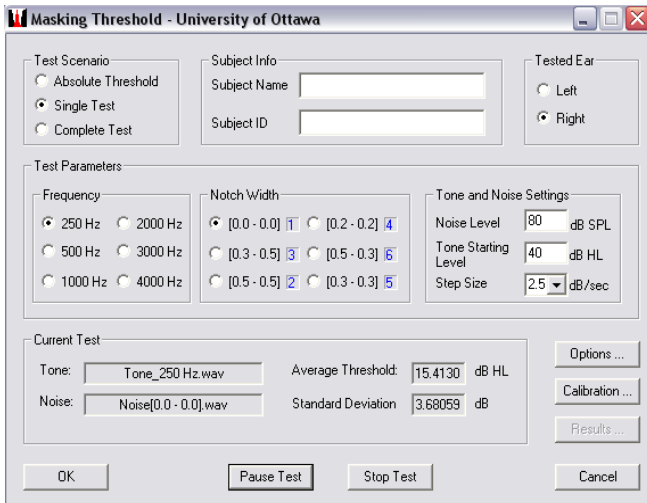 Masking Threshold - University of Ottawa
Test Scenario
Absolute Threshold
Single Test
Complete Test
Subject Info
Subject Name
Subject ID
Tested Ear
Left
Right
Test Parameters
Frequency
250 Hz 2000 Hz
500 Hz 3000 Hz
1000 Hz 4000 Hz
Notch Width
[0.0 - 0.0] 1 [0.2 - 0.2] 4
[0.3 - 0.5] 3 [0.5 - 0.3] 6
[0.5 - 0.5] 2 [0.3 - 0.3] 5
Tone and Noise Settings
Noise Level 80 dB SPL
Tone Starting Level 40 dB HL
Step Size 2.5 dB/sec
Current Test
Tone: Tone_250 Hz.wav
Noise: Noise[0.0 - 0.0].wav
Average Threshold: 15.4130 dB HL
Standard Deviation 3.68059 dB
Options ...
Calibration ...
Results ...
OK Pause Test Stop Test Cancel